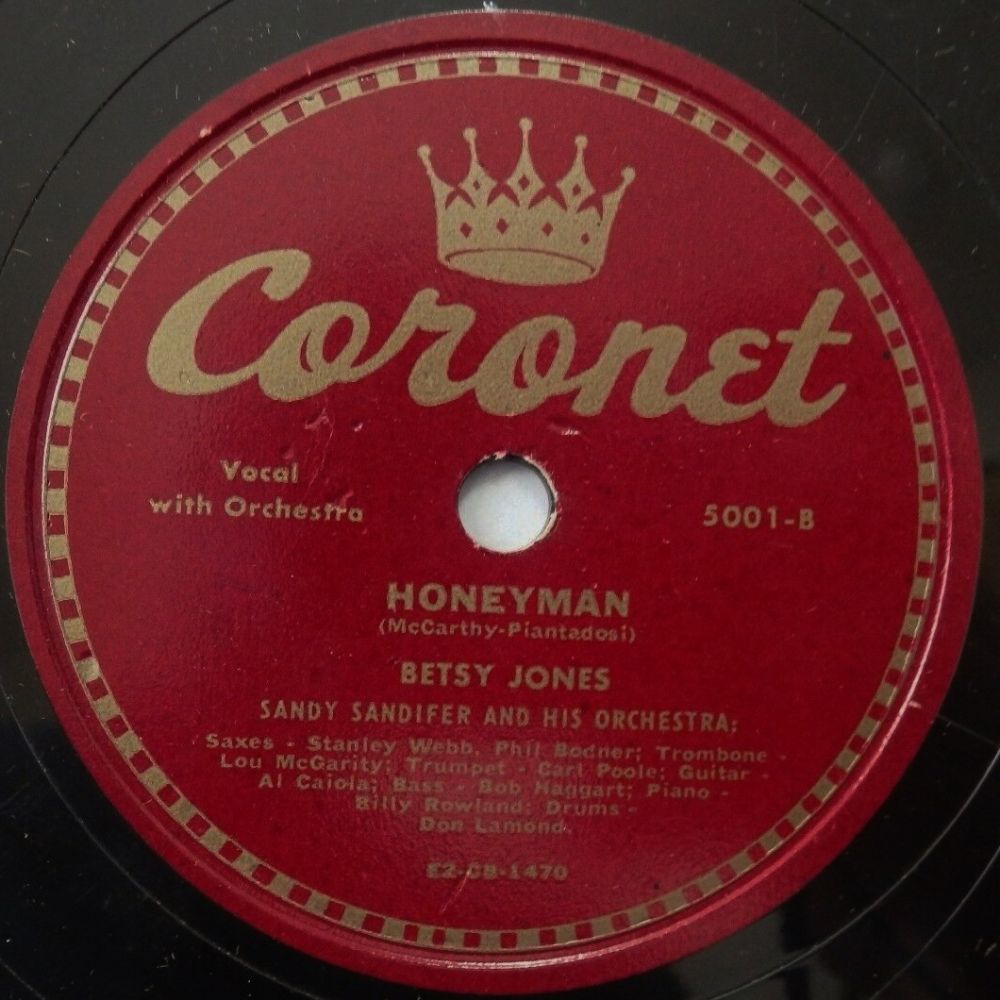 Coronet
Vocal
with Orchestra
5001-B
HONEYMAN
(McCarthy-Piantadosi)
BETSY JONES
SANDY SANDIFER AND HIS ORCHESTRA;
Saxes - Stanley Webb, Phil Bodner; Trombone -
Lou McGarity; Trumpet - Carl Poole; Guitar -
Al Caiola; Bass - Bob Haggart; Piano -
Billy Rowland; Drums -
Don Lamond.
E2-CB-1470